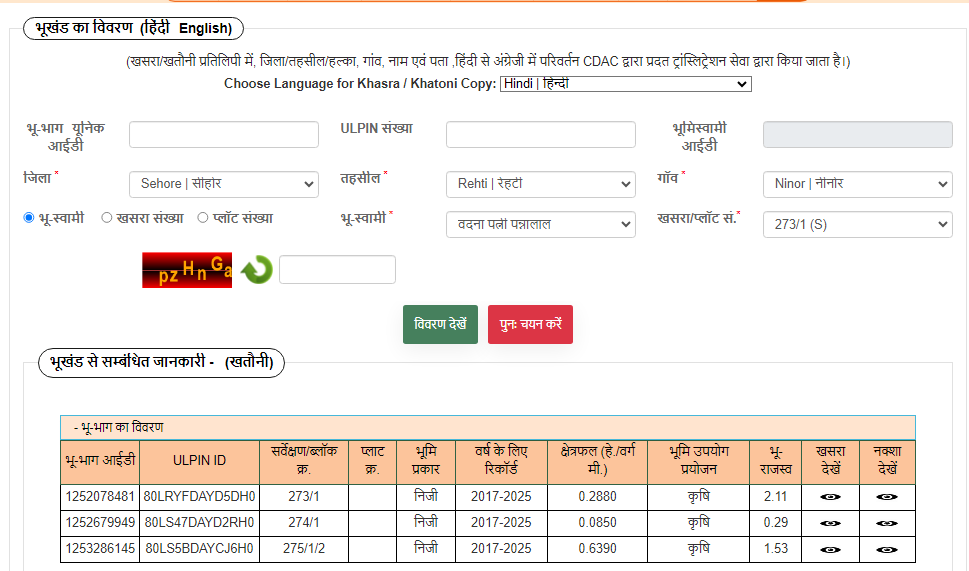 भूखंड का विवरण (हिंदी English)
(खसरा/खतौनी प्रतिलिपी में, जिला/तहसील/हल्का, गांव, नाम एवं पता ,हिंदी से अंग्रेजी में परिवर्तन CDAC द्वारा प्रदत ट्रांस्लिट्रेशन सेवा द्वारा किया जाता है।)
Choose Language for Khasra / Khatoni Copy: Hindi | हिन्दी
भू-भाग यूनिक आईडी ULPIN संख्या भूमिस्वामी आईडी
जिला * Sehore | सीहोर तहसील * Rehti | रेहटी गॉव * Ninor | नीनोर
भू-स्वामी खसरा संख्या प्लॉट संख्या भू-स्वामी * वदना पत्नी पन्नालाल खसरा/प्लॉट सं.* 273/1 (S)
pzHnGa
विवरण देखें पुनः चयन करें
भूखंड से सम्बंधित जानकारी - (खतौनी)
- भू-भाग का विवरण
भू-भाग आईडी ULPIN ID सर्वेक्षण/ब्लॉक क्र. प्लाट क्र. भूमि प्रकार वर्ष के लिए रिकॉर्ड क्षेत्रफल (हे./वर्ग मी.) भूमि उपयोग प्रयोजन भू-राजस्व खसरा देखें नक्शा देखें
1252078481 80LRYFDAYD5DH0 273/1 निजी 2017-2025 0.2880 कृषि 2.11
1252679949 80LS47DAYD2RH0 274/1 निजी 2017-2025 0.0850 कृषि 0.29
1253286145 80LS5BDAYCJ6H0 275/1/2 निजी 2017-2025 0.6390 कृषि 1.53